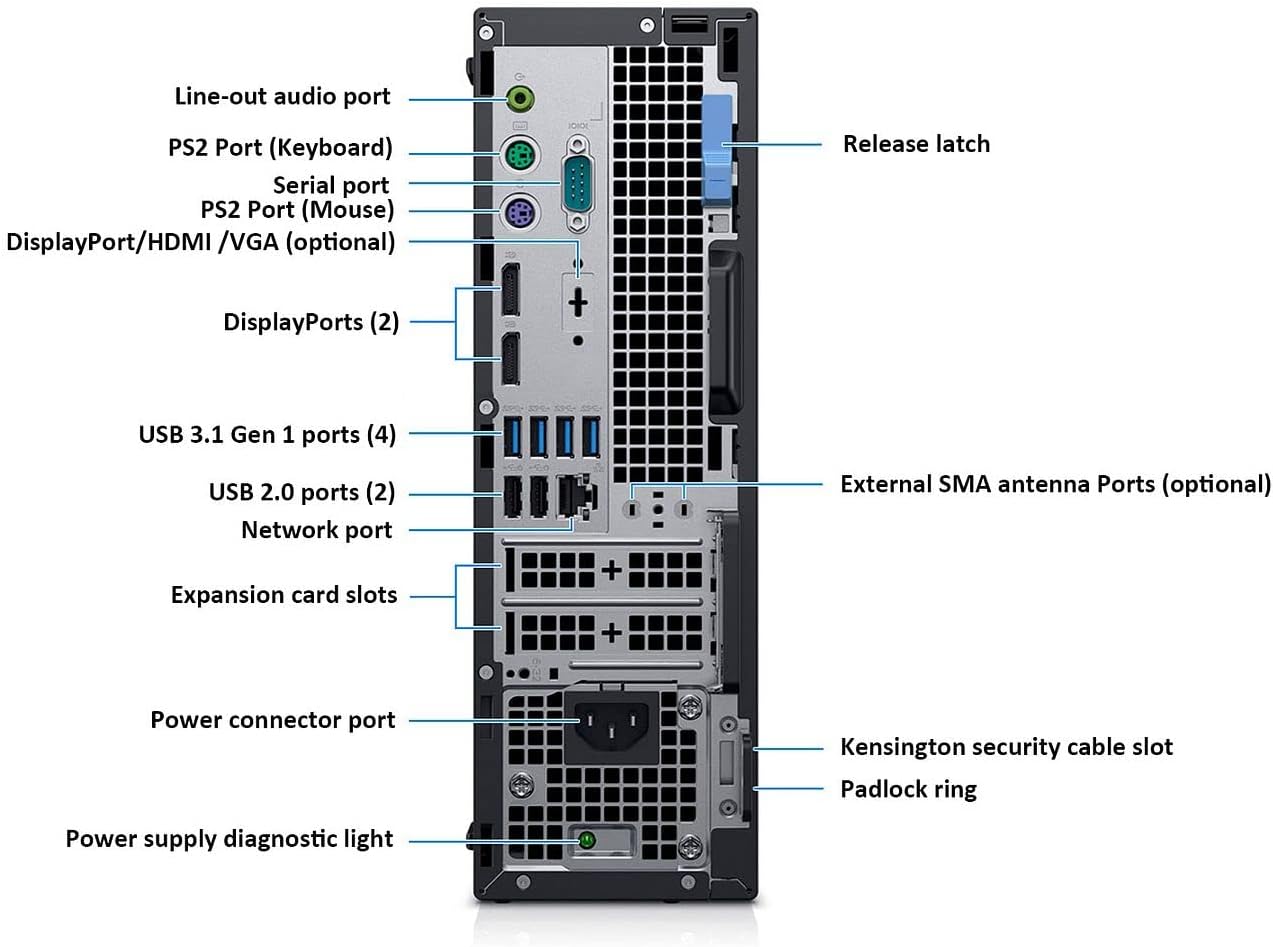 Line-out audio port
PS2 Port (Keyboard)
Serial port
PS2 Port (Mouse)
DisplayPort/HDMI /VGA (optional)
DisplayPorts (2)
USB 3.1 Gen 1 ports (4)
USB 2.0 ports (2)
Network port
Expansion card slots
Power connector port
Power supply diagnostic light
Release latch
External SMA antenna Ports (optional)
Kensington security cable slot
Padlock ring